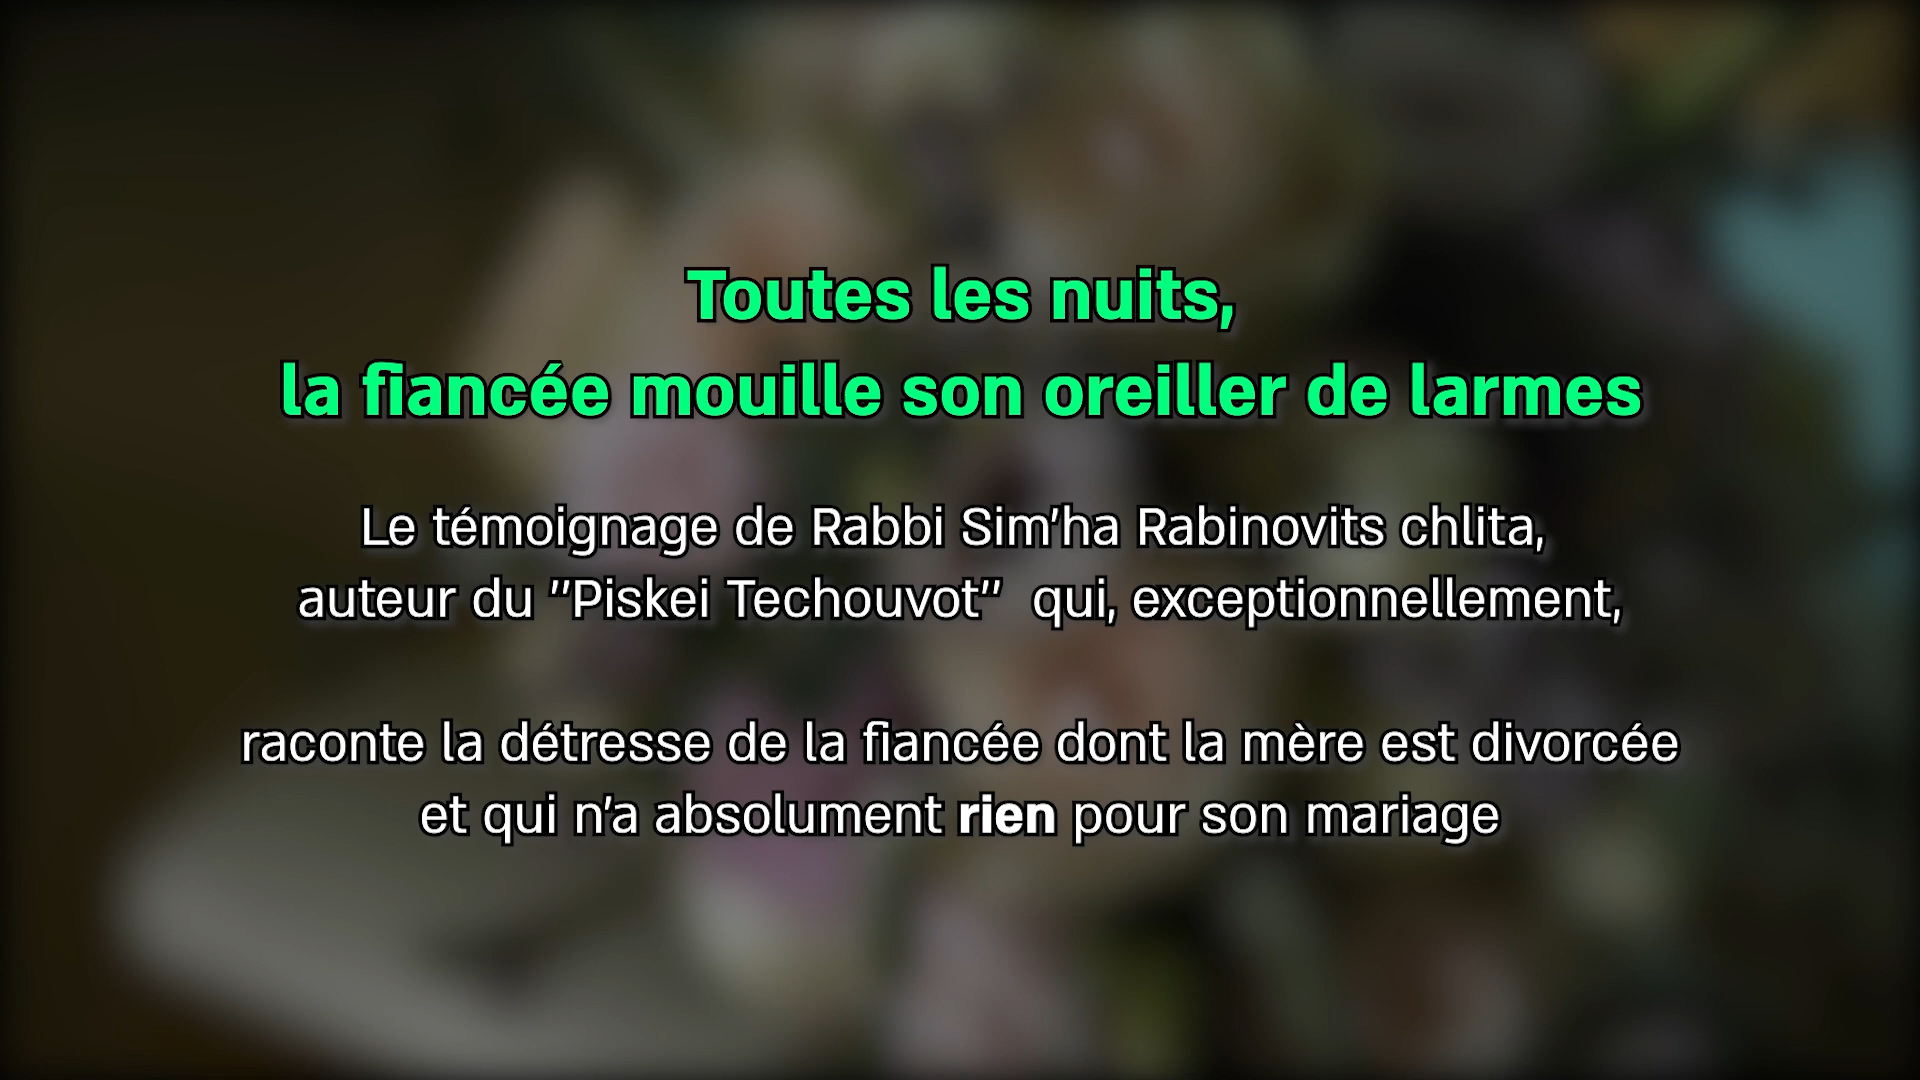 Toutes les nuits,
la fiancée mouille son oreiller de larmes
Le témoignage de Rabbi Sim'ha Rabinovits chlita,
auteur du "Piskei Techouvot" qui, exceptionnellement,
raconte la détresse de la fiancée dont la mère est divorcée
et qui n'a absolument rien pour son mariage